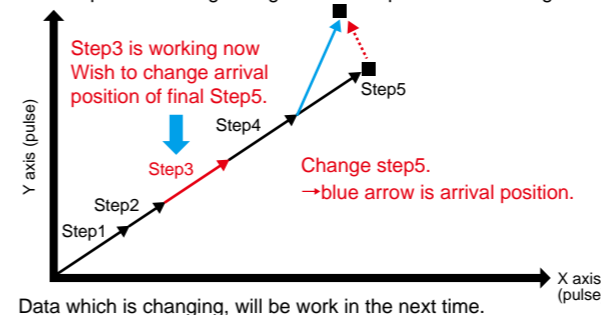 Step3 is working now
Wish to change arrival
position of final Step5.
Step5
Step4
Step3
Change step5.
→blue arrow is arrival position.
Step2
Step1
Y axis (pulse)
X axis
(pulse
Data which is changing, will be work in the next time.